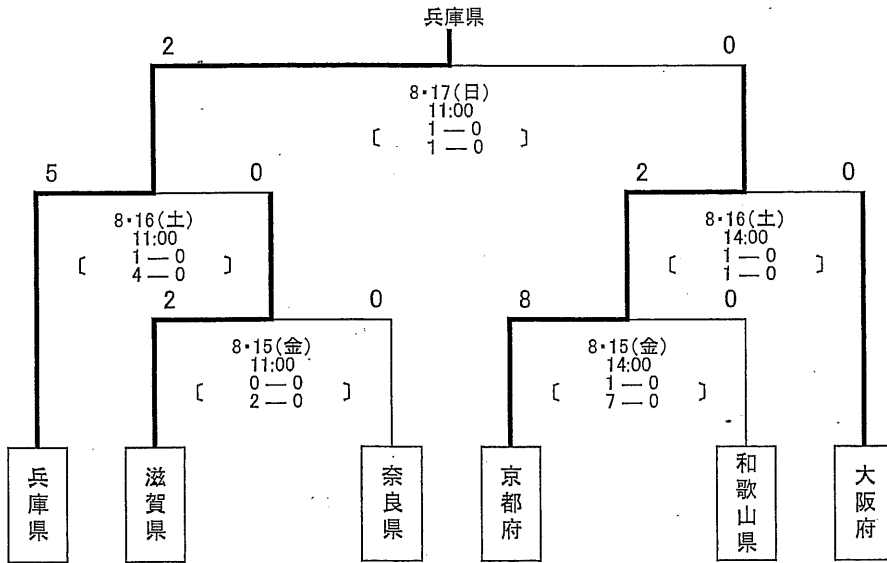 兵庫県
2 0
8・17(日)
11:00
1 ― 0
1 ― 0
〔 〕
5 0 2 0
8・16(土)
11:00
1 ― 0
4 ― 0
〔 〕
8・16(土)
14:00
1 ― 0
1 ― 0
〔 〕
2 0 8 0
8・15(金)
11:00
0 ― 0
2 ― 0
〔 〕
8・15(金)
14:00
1 ― 0
7 ― 0
〔 〕
兵庫県
滋賀県
奈良県
京都府
和歌山県
大阪府